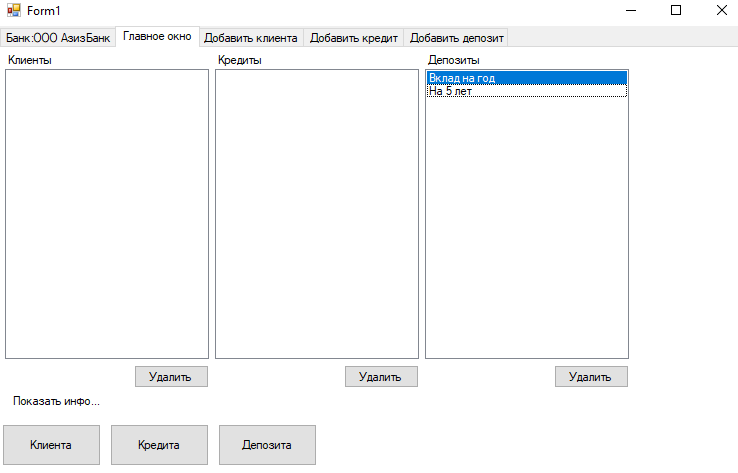 Form1
Банк:ООО АзизБанк Главное окно Добавить клиента Добавить кредит Добавить депозит
Клиенты Кредиты Депозиты
Вклад на год
На 5 лет
Удалить Удалить Удалить
Показать инфо...
Клиента Кредита Депозита